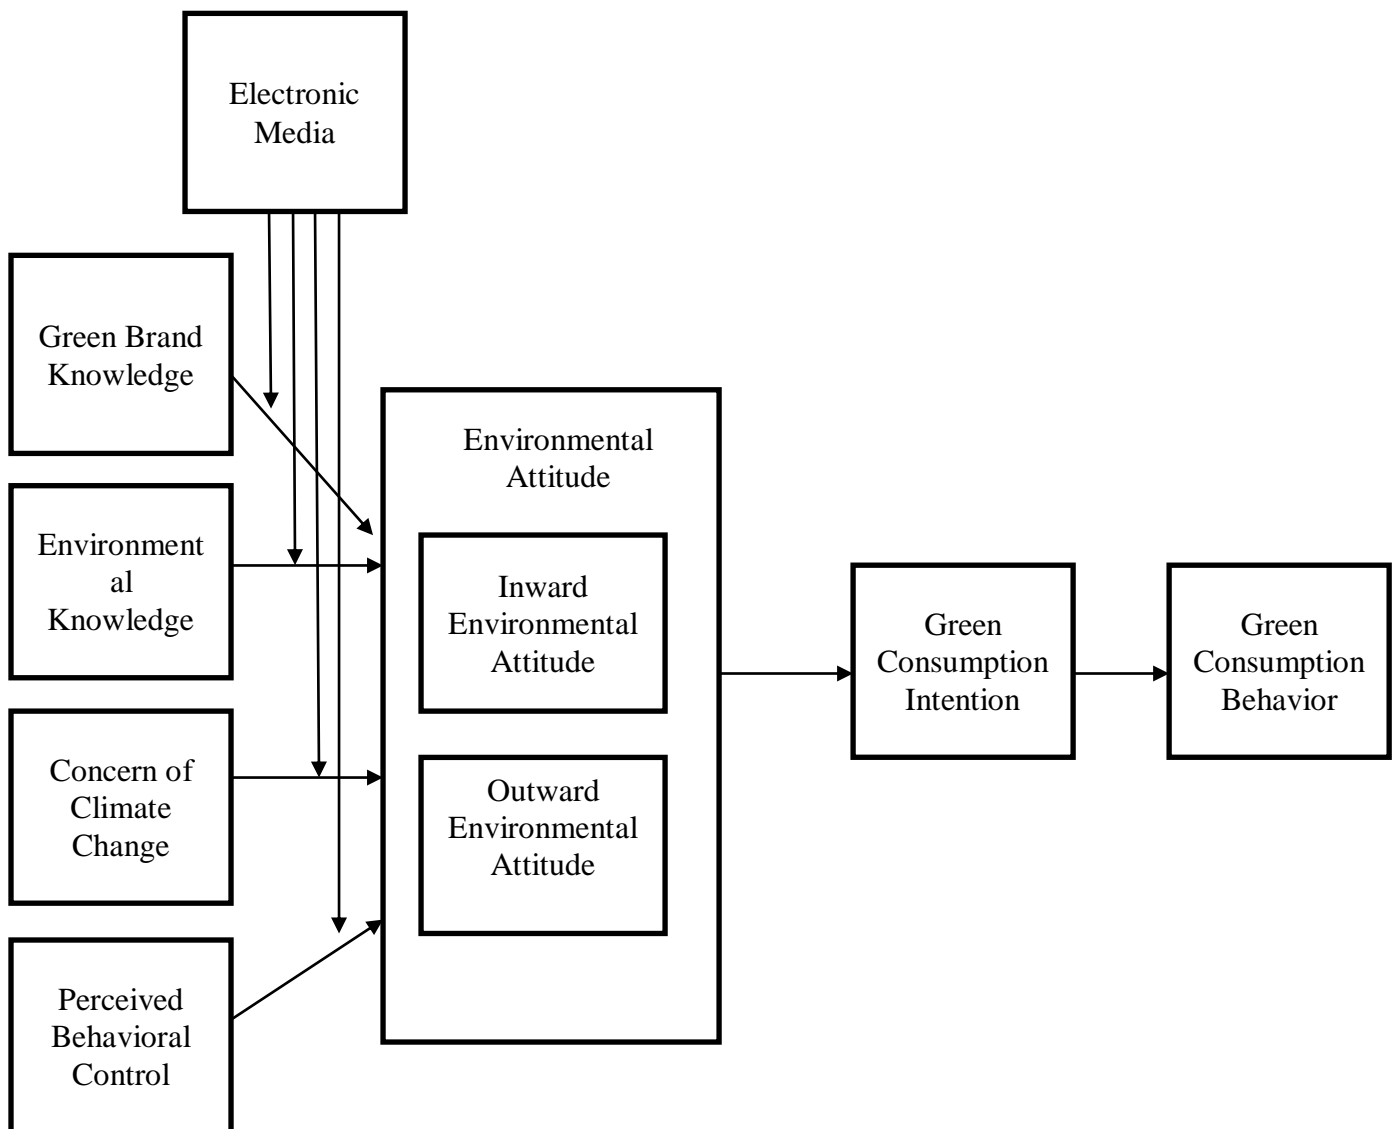 Electronic
Media
Green Brand
Knowledge
Environment
al
Knowledge
Concern of
Climate
Change
Perceived
Behavioral
Control
Environmental
Attitude
Inward
Environmental
Attitude
Outward
Environmental
Attitude
Green
Consumption
Intention
Green
Consumption
Behavior